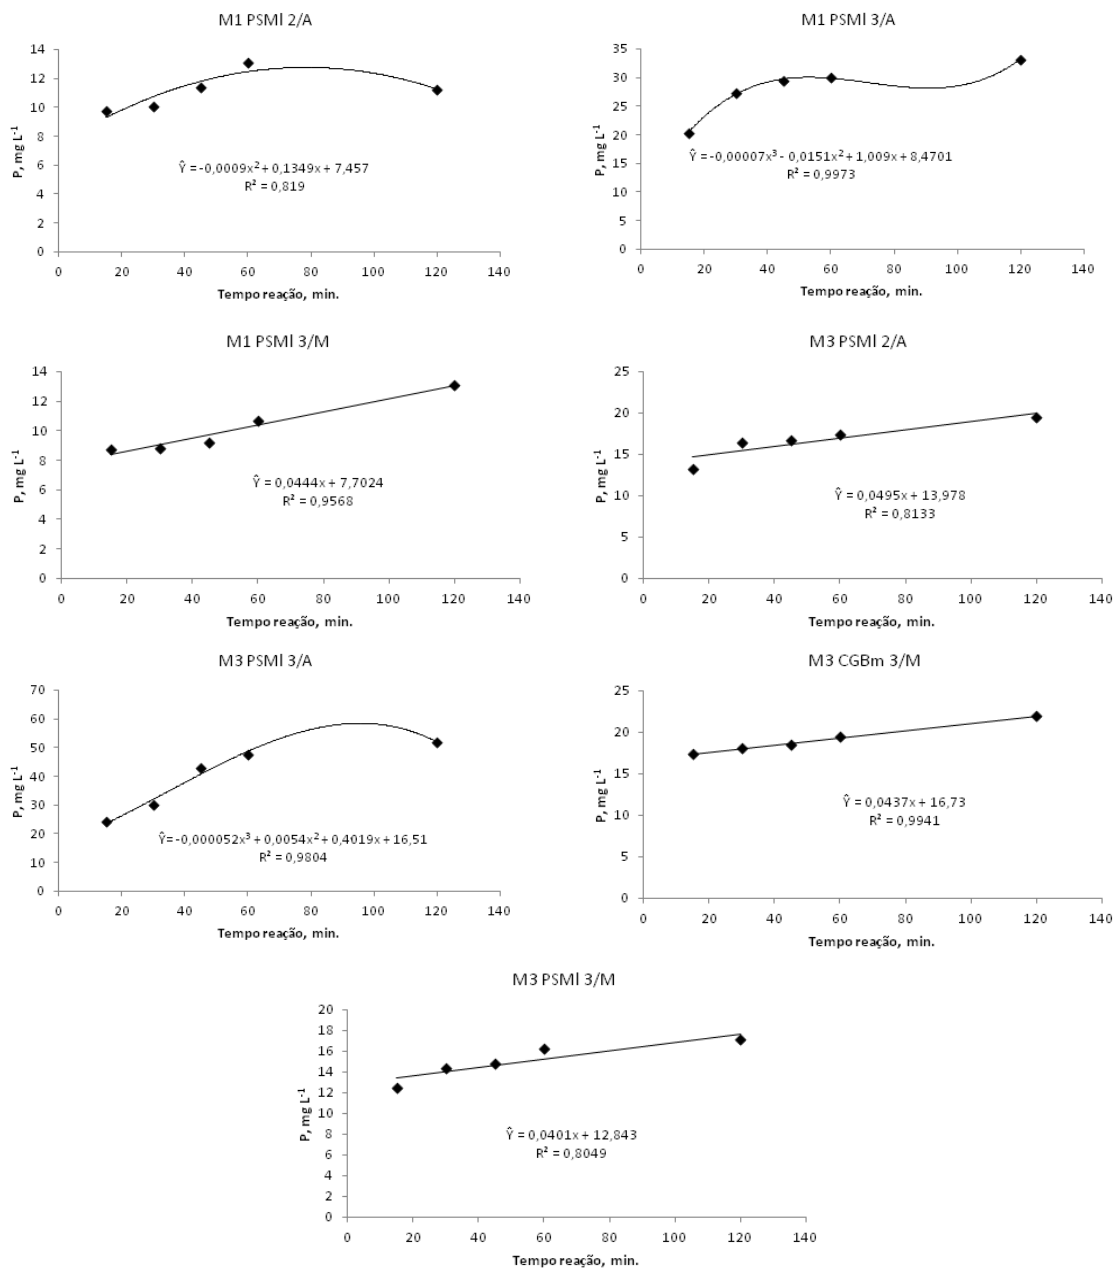 M1 PSMl 2/A
14
12
10
8
6
4
2
0
P, mg L⁻¹
Ŷ = -0,0009x² + 0,1349x + 7,457
R² = 0,819
0 20 40 60 80 100 120 140
Tempo reação, min.
M1 PSMl 3/A
35
30
25
20
15
10
5
0
P, mg L⁻¹
Ŷ = -0,00007x³ - 0,0151x² + 1,009x + 8,4701
R² = 0,9973
0 20 40 60 80 100 120 140
Tempo reação, min.
M1 PSMl 3/M
14
12
10
8
6
4
2
0
P, mg L⁻¹
Ŷ = 0,0444x + 7,7024
R² = 0,9568
0 20 40 60 80 100 120 140
Tempo reação, min.
M3 PSMl 2/A
25
20
15
10
5
0
P, mg L⁻¹
Ŷ = 0,0495x + 13,978
R² = 0,8133
0 20 40 60 80 100 120 140
Tempo reação, min.
M3 PSMl 3/A
70
60
50
40
30
20
10
0
P, mg L⁻¹
Ŷ= -0,000052x³ + 0,0054x² + 0,4019x + 16,51
R² = 0,9804
0 20 40 60 80 100 120 140
Tempo reação, min.
M3 CGBm 3/M
25
20
15
10
5
0
P, mg L⁻¹
Ŷ = 0,0437x + 16,73
R² = 0,9941
0 20 40 60 80 100 120 140
Tempo reação, min.
M3 PSMl 3/M
20
18
16
14
12
10
8
6
4
2
0
P, mg L⁻¹
Ŷ = 0,0401x + 12,843
R² = 0,8049
0 20 40 60 80 100 120 140
Tempo reação, min.